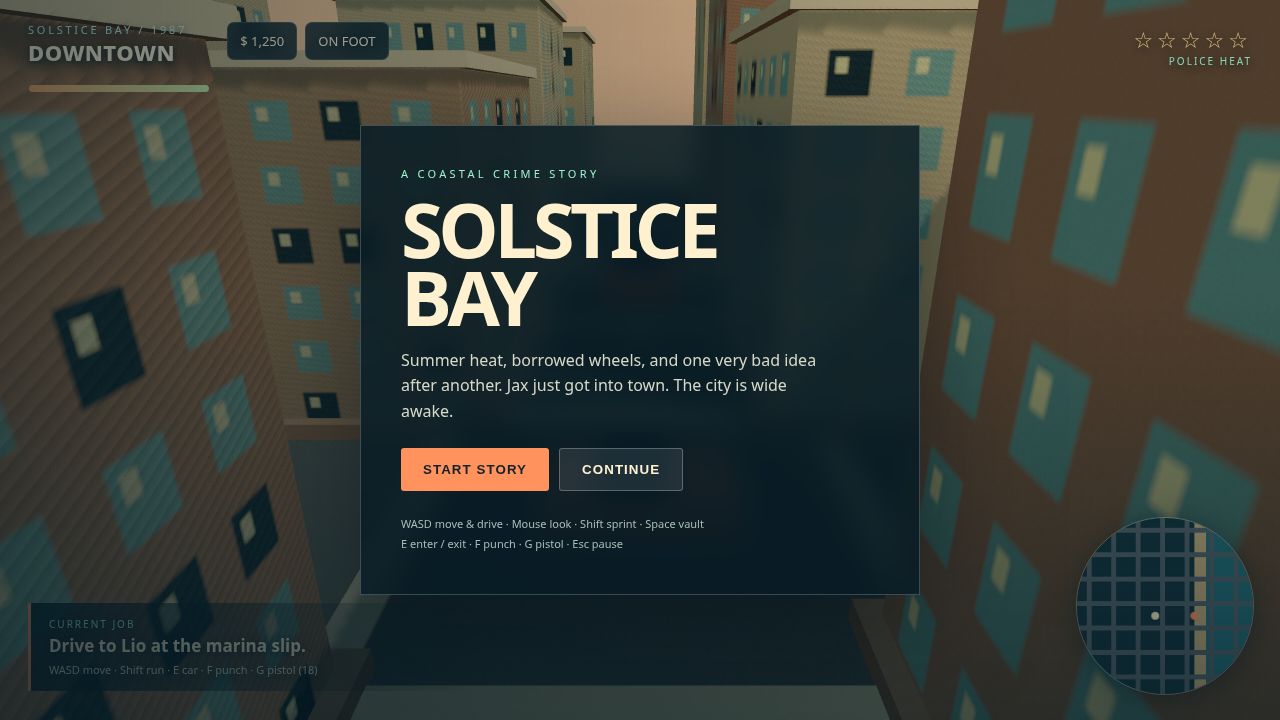 SOLSTICE BAY / 1987
DOWNTOWN
$ 1,250
ON FOOT
☆☆☆☆☆
POLICE HEAT
A COASTAL CRIME STORY
SOLSTICE
BAY
Summer heat, borrowed wheels, and one very bad idea
after another. Jax just got into town. The city is wide
awake.
START STORY
CONTINUE
WASD move & drive · Mouse look · Shift sprint · Space vault
E enter / exit · F punch · G pistol · Esc pause
CURRENT JOB
Drive to Lio at the marina slip.
WASD move · Shift run · E car · F punch · G pistol (18)